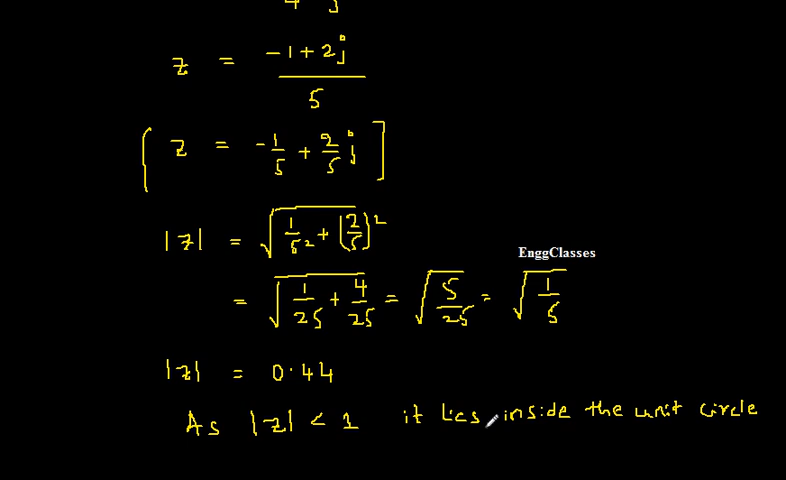 z = -1+2j / 5
[ z = -1/5 + 2/5 j ]
|z| = √(1/5² + (2/5)²)
EnggClasses
= √(1/25 + 4/25) = √(5/25) = √(1/5)
|z| = 0.44
As |z| < 1 it lies inside the unit circle